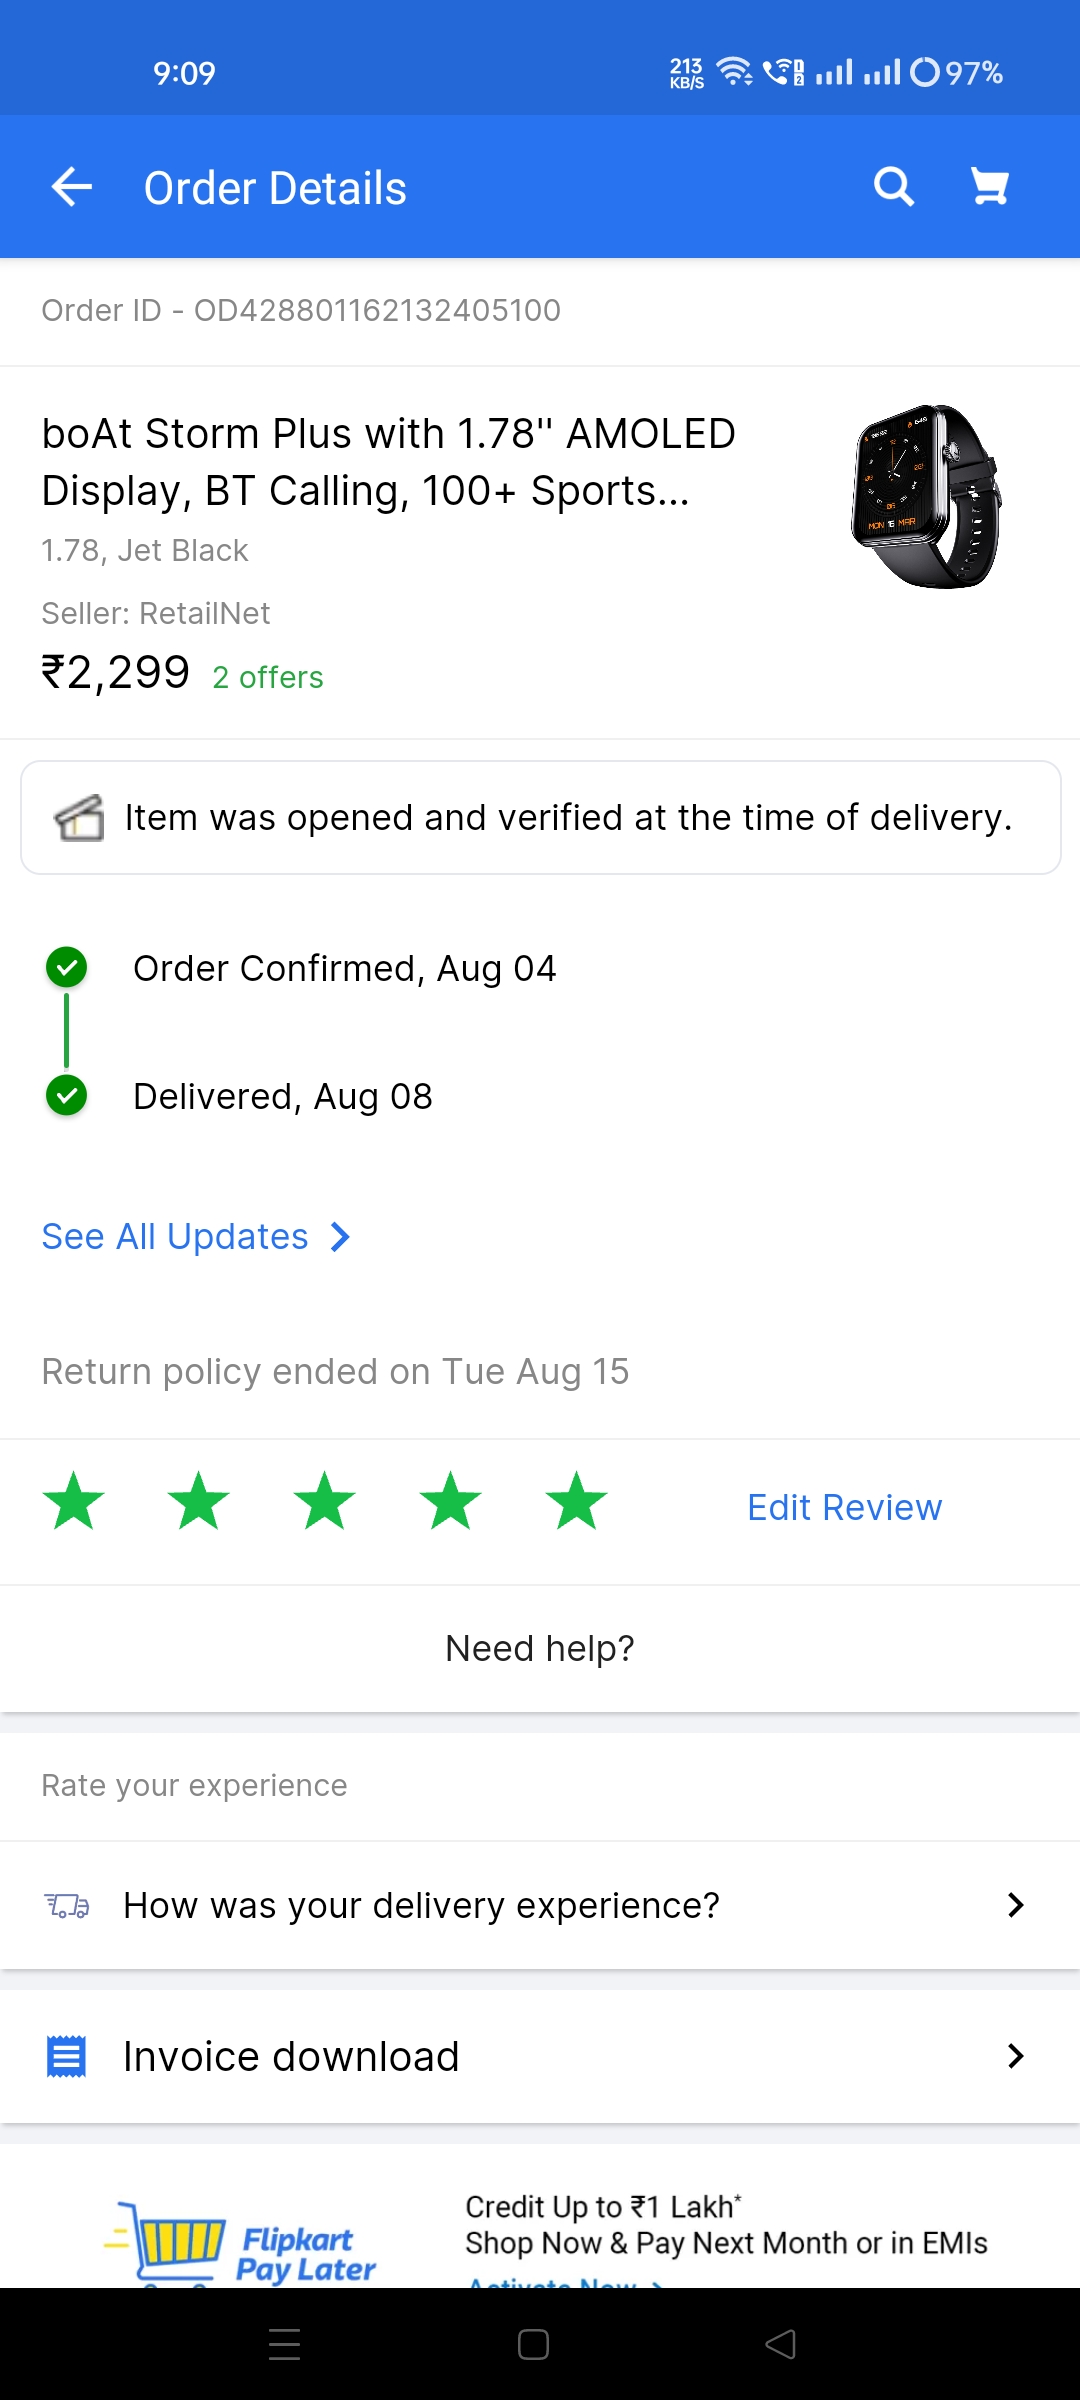 9:09
213 KB/S
97%
Order Details
Order ID - OD428801162132405100
boAt Storm Plus with 1.78" AMOLED
Display, BT Calling, 100+ Sports...
1.78, Jet Black
Seller: RetailNet
₹2,299 2 offers
Item was opened and verified at the time of delivery.
Order Confirmed, Aug 04
Delivered, Aug 08
See All Updates
Return policy ended on Tue Aug 15
Edit Review
Need help?
Rate your experience
How was your delivery experience?
Invoice download
Flipkart
Pay Later
Credit Up to ₹1 Lakh*
Shop Now & Pay Next Month or in EMIs
Activate Now